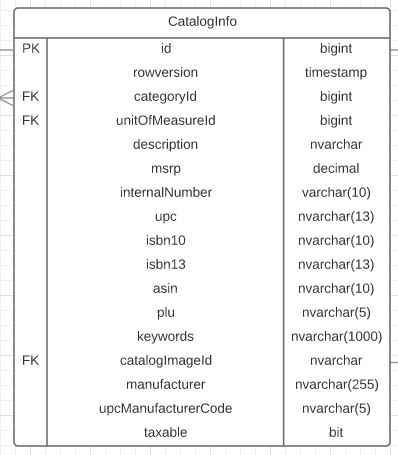 CatalogInfo
PK id bigint
rowversion timestamp
FK categoryId bigint
FK unitOfMeasureId bigint
description nvarchar
msrp decimal
internalNumber varchar(10)
upc nvarchar(13)
isbn10 nvarchar(10)
isbn13 nvarchar(13)
asin nvarchar(10)
plu nvarchar(5)
keywords nvarchar(1000)
FK catalogImageId nvarchar
manufacturer nvarchar(255)
upcManufacturerCode nvarchar(5)
taxable bit